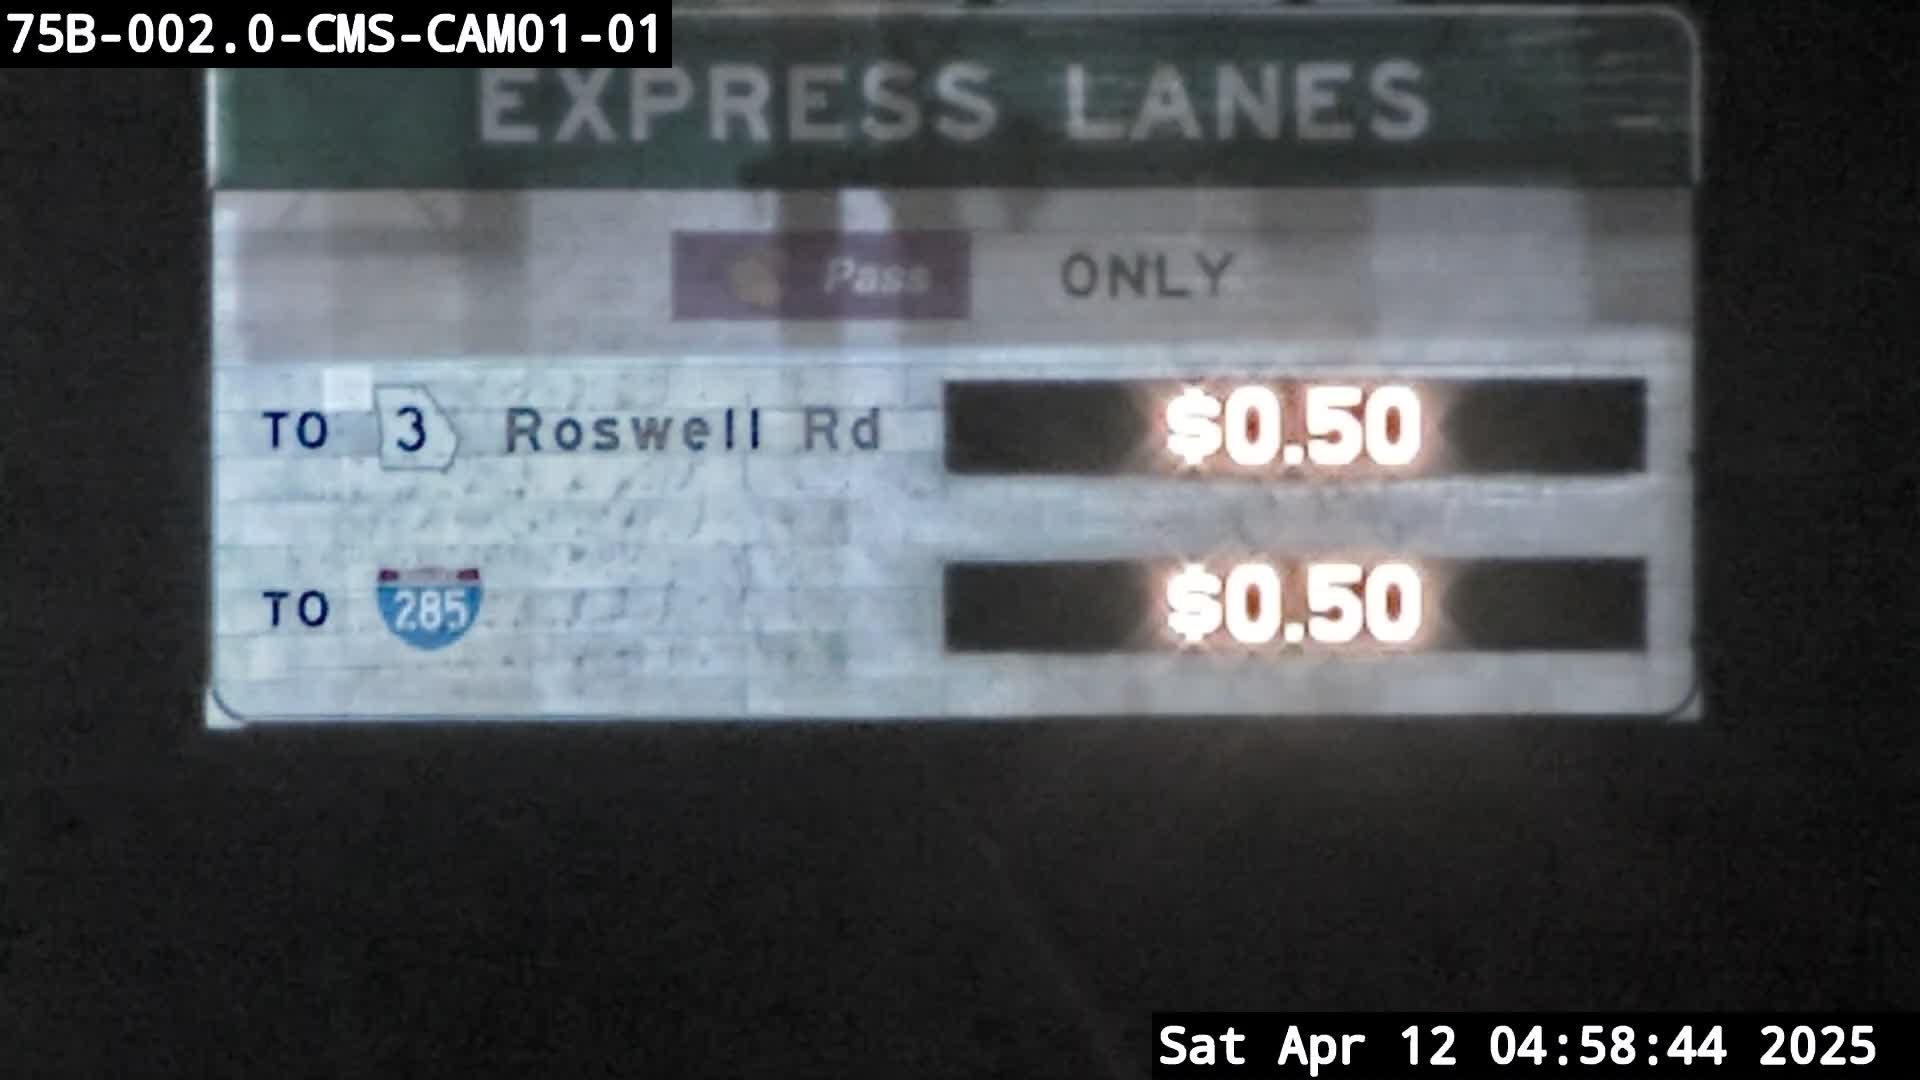 75B-002.0-CMS-CAM01-01
EXPRESS LANES
Pass ONLY
TO 3 Roswell Rd $0.50
TO 285 $0.50
Sat Apr 12 04:58:44 2025